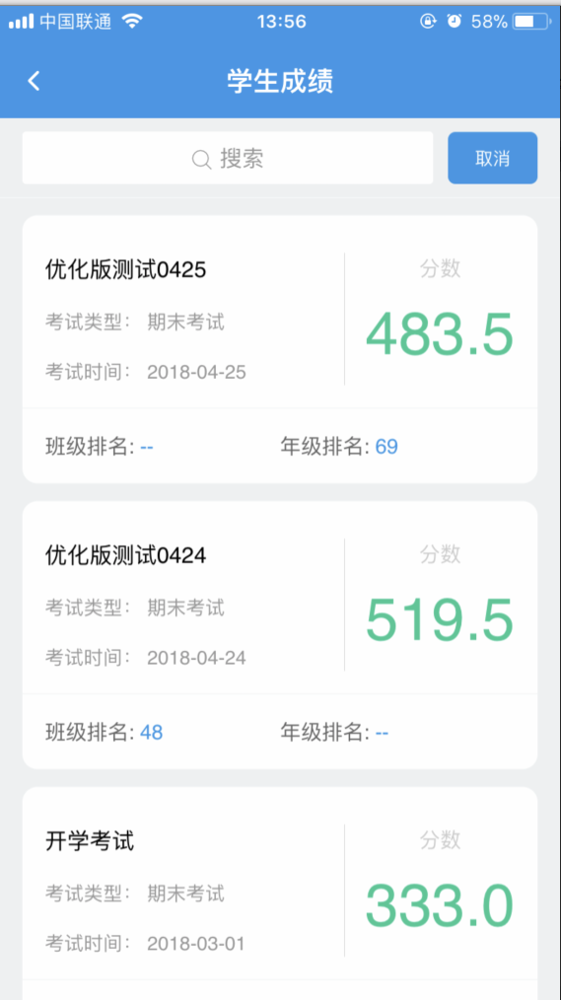 中国联通 13:56 58%
学生成绩
搜索 取消
优化版测试0425
分数
483.5
考试类型： 期末考试
考试时间： 2018-04-25
班级排名: -- 年级排名: 69
优化版测试0424
分数
519.5
考试类型： 期末考试
考试时间： 2018-04-24
班级排名: 48 年级排名: --
开学考试
分数
333.0
考试类型： 期末考试
考试时间： 2018-03-01